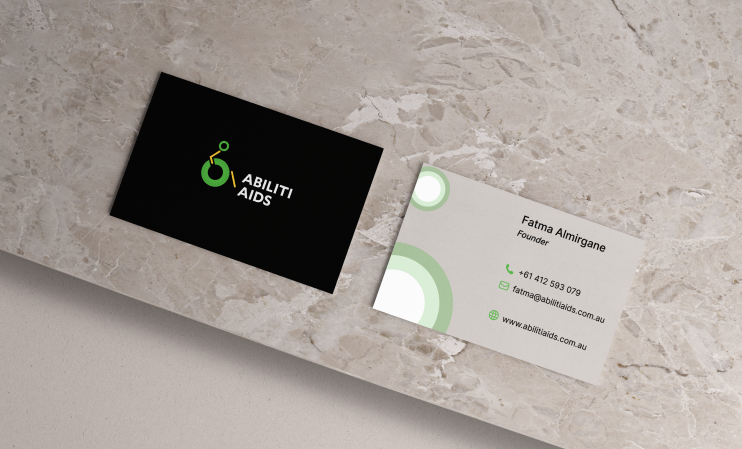 ABILITI
AIDS
Fatma Almirgane
Founder
+61 412 593 079
fatma@abilitiaids.com.au
www.abilitiaids.com.au